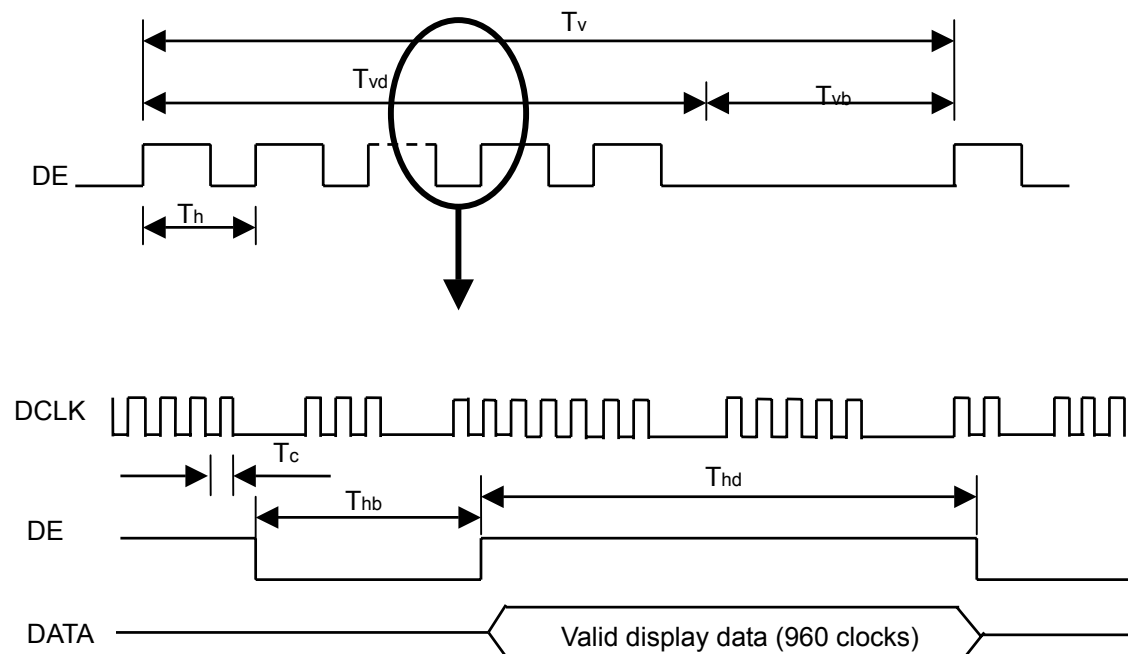 Tv
Tvd
Tvb
DE
Th
DCLK
Tc
Thd
Thb
DE
DATA
Valid display data (960 clocks)